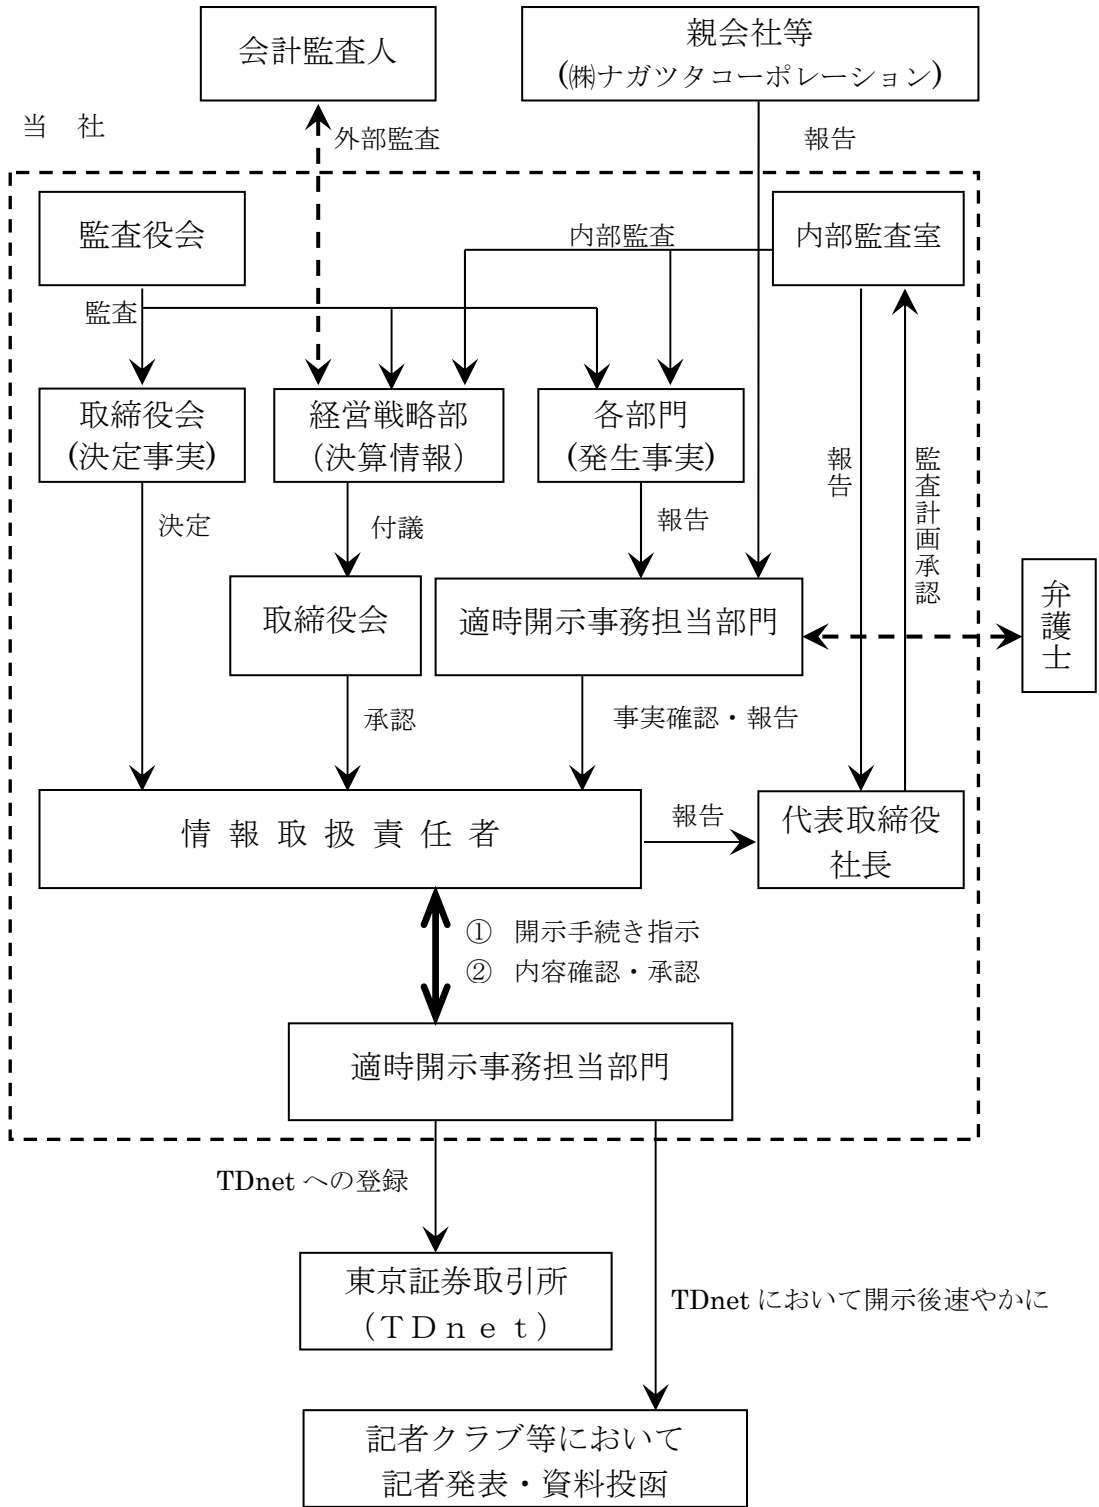 会計監査人
親会社等
(㈱ナガツタコーポレーション)
当　社
外部監査
報告
監査役会
内部監査
内部監査室
監査
取締役会
(決定事実)
経営戦略部
（決算情報）
各部門
(発生事実)
報告
監査計画承認
決定
付議
報告
取締役会
適時開示事務担当部門
弁護士
承認
事実確認・報告
情 報 取 扱 責 任 者
報告
代表取締役
社長
①　開示手続き指示
②　内容確認・承認
適時開示事務担当部門
TDnet への登録
東京証券取引所
（ＴＤｎｅｔ）
TDnet において開示後速やかに
記者クラブ等において
記者発表・資料投函